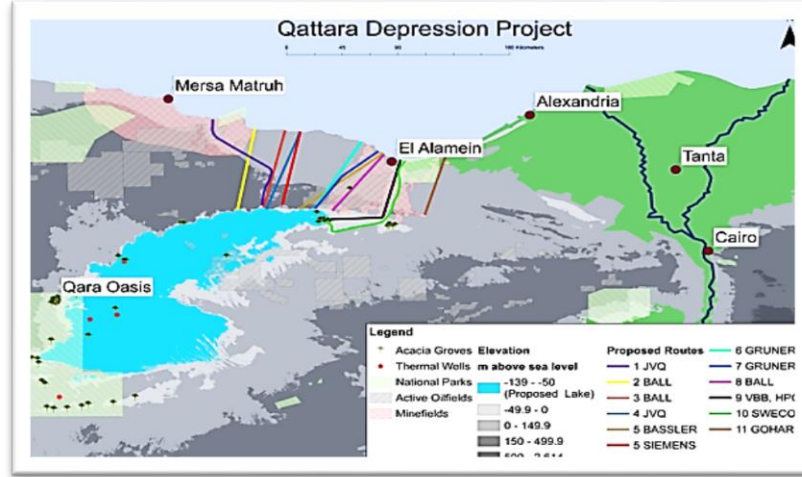 Qattara Depression Project
0 45 90 180 Kilometers
Mersa Matruh
Alexandria
El Alamein
Tanta
Cairo
Qara Oasis
Legend
Acacia Groves
Thermal Wells
National Parks
Active Oilfields
Minefields
Elevation
m above sea level
-139 - -50
(Proposed Lake)
-49.9 - 0
0 - 149.9
150 - 499.9
Proposed Routes
1 JVQ
2 BALL
3 BALL
4 JVQ
5 BASSLER
5 SIEMENS
6 GRUNER
7 GRUNER
8 BALL
9 VBB, HPC
10 SWECO
11 GOHAR